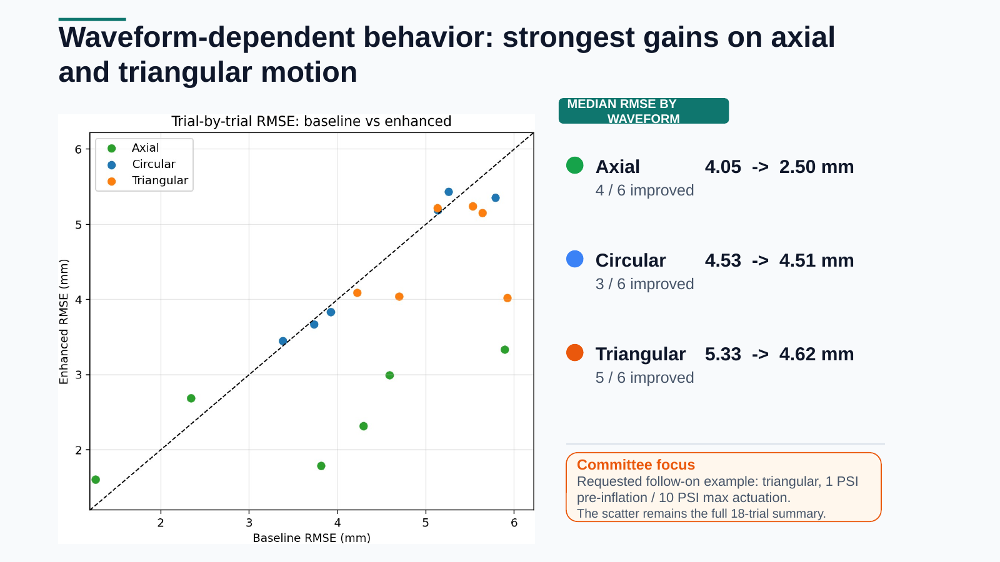 Waveform-dependent behavior: strongest gains on axial
and triangular motion
Trial-by-trial RMSE: baseline vs enhanced
Axial
Circular
Triangular
6
5
4
3
2
Enhanced RMSE (mm)
2
3
4
5
6
Baseline RMSE (mm)
MEDIAN RMSE BY
WAVEFORM
Axial 4.05 -> 2.50 mm
4 / 6 improved
Circular 4.53 -> 4.51 mm
3 / 6 improved
Triangular 5.33 -> 4.62 mm
5 / 6 improved
Committee focus
Requested follow-on example: triangular, 1 PSI
pre-inflation / 10 PSI max actuation.
The scatter remains the full 18-trial summary.